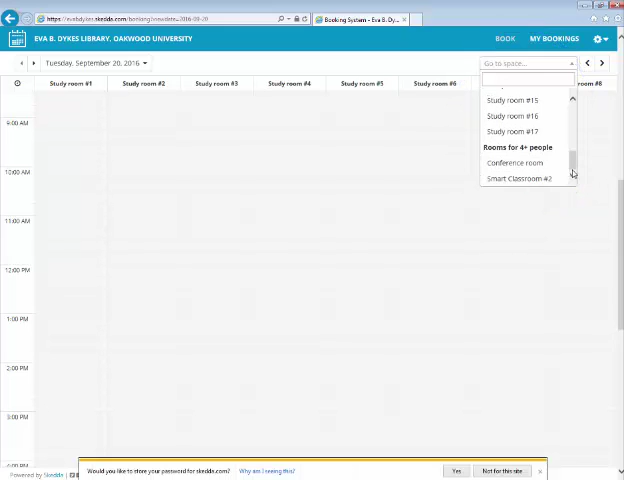 https://evabdykes.skedda.com/booking?nowdate=2016-09-20
Booking System - Eva B. Dy...
EVA B. DYKES LIBRARY, OAKWOOD UNIVERSITY
BOOK
MY BOOKINGS
Tuesday, September 20, 2016
Go to space...
Study room #1
Study room #2
Study room #3
Study room #4
Study room #5
Study room #6
m #8
Study room #15
Study room #16
Study room #17
Rooms for 4+ people
Conference room
Smart Classroom #2
9:00 AM
10:00 AM
11:00 AM
12:00 PM
1:00 PM
2:00 PM
3:00 PM
4:00 PM
Powered by Skedda
Would you like to store your password for skedda.com?
Why am I seeing this?
Yes
Not for this site